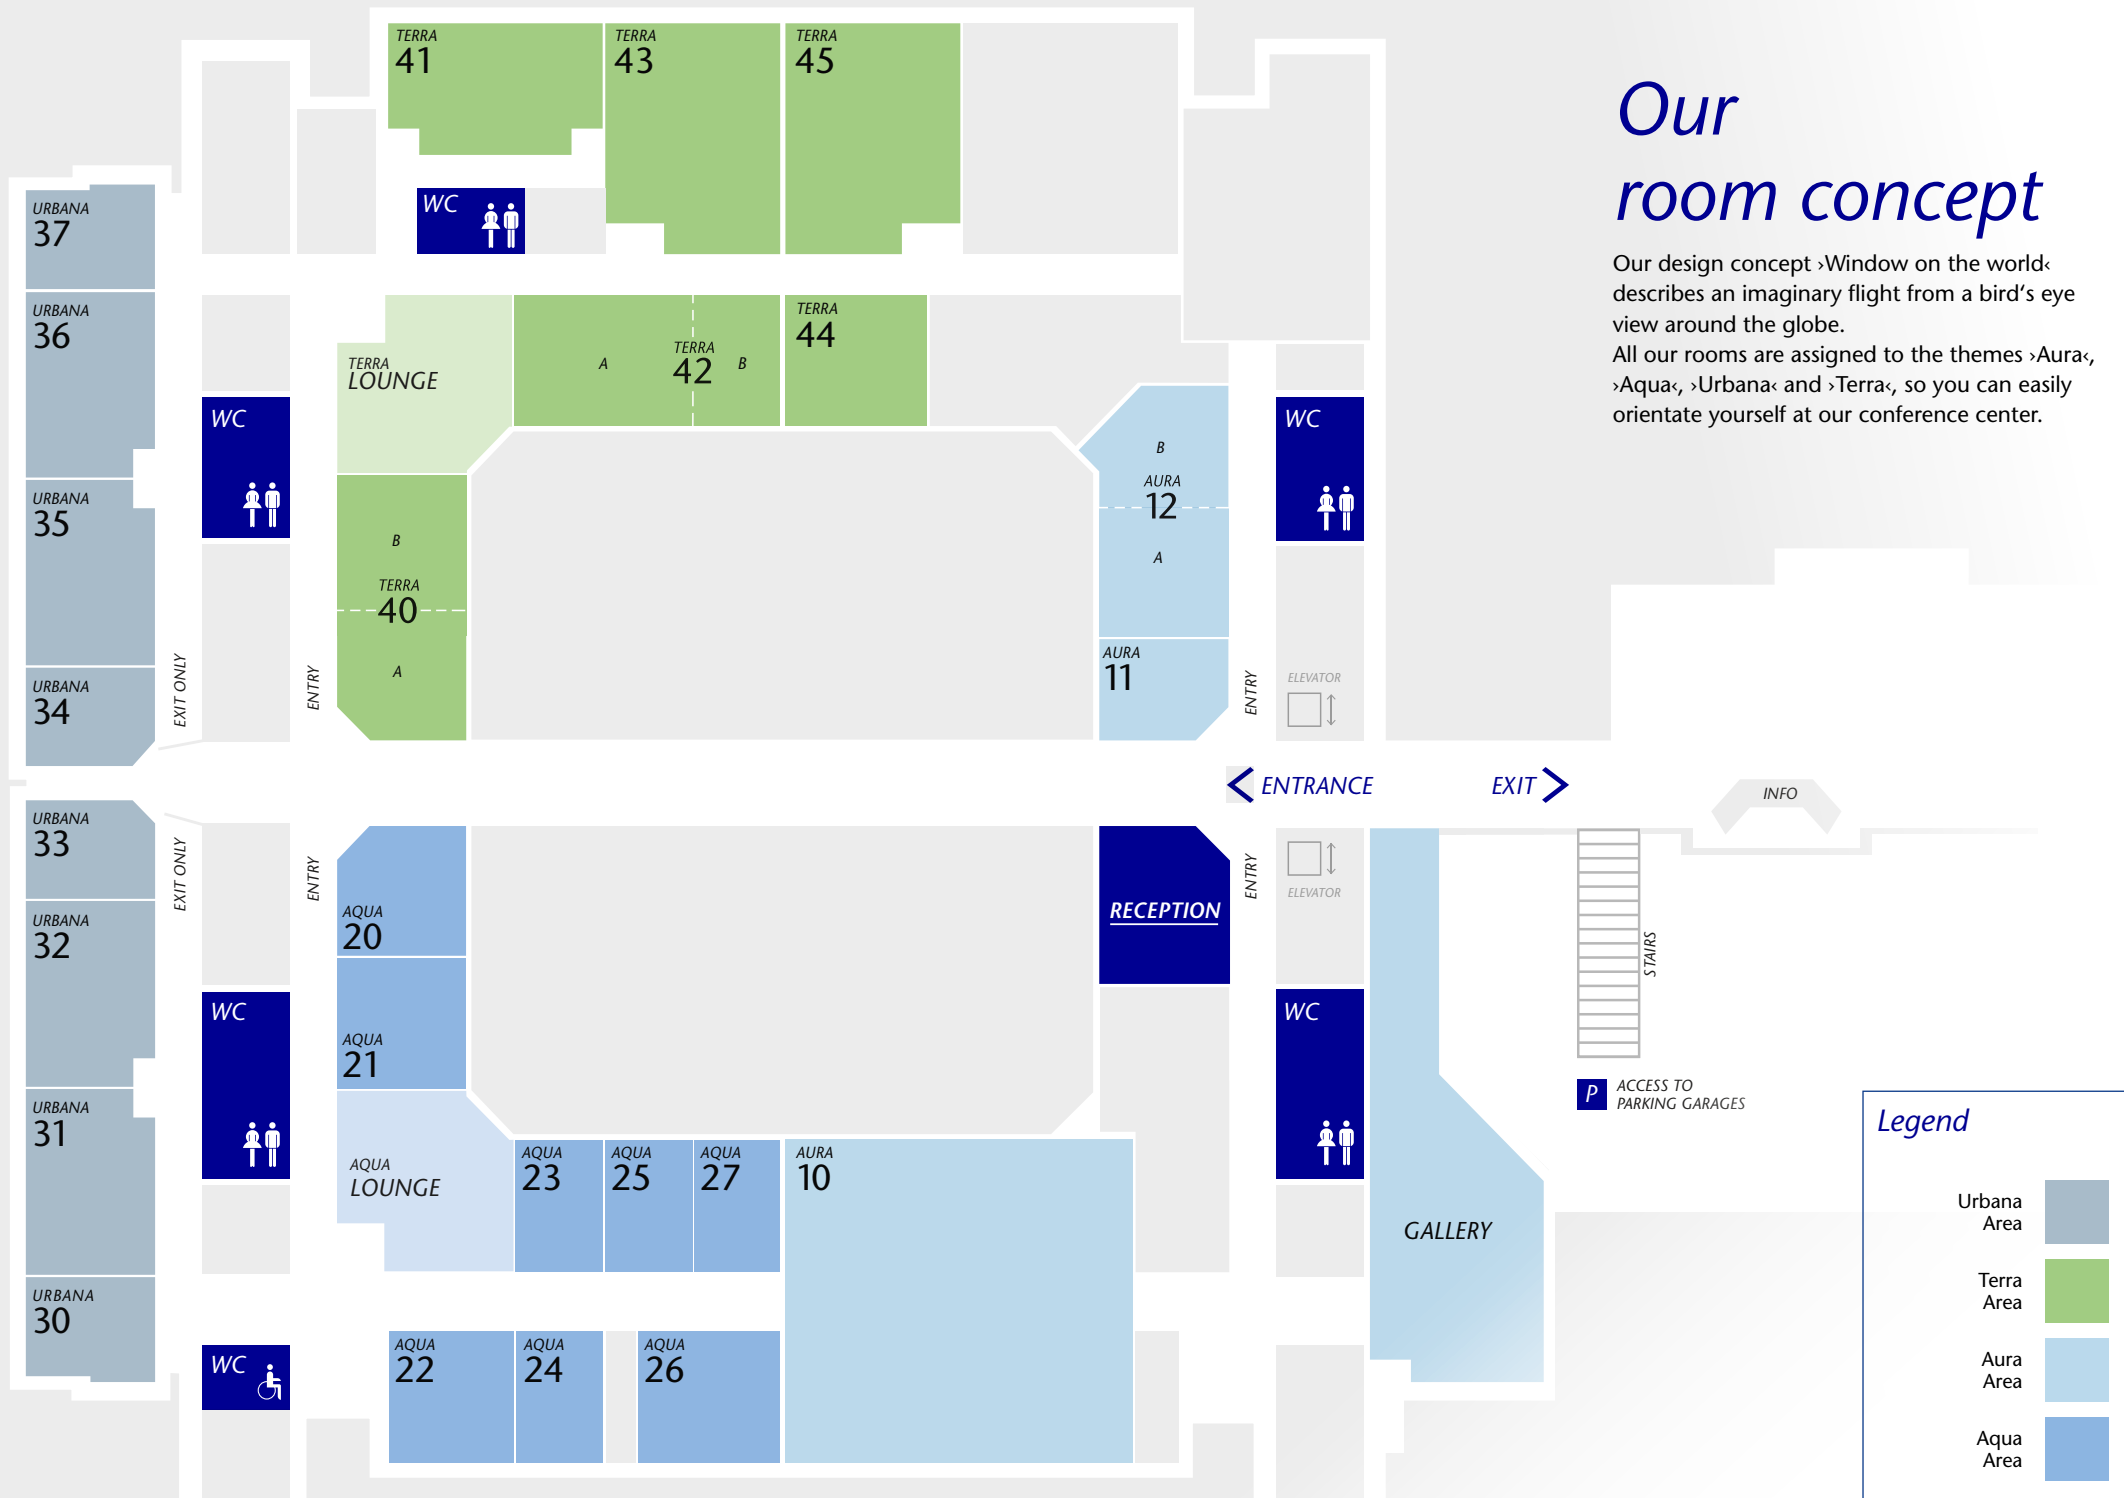 Our
room concept
Our design concept ›Window on the world‹
describes an imaginary flight from a bird‘s eye
view around the globe.
All our rooms are assigned to the themes ›Aura‹,
›Aqua‹, ›Urbana‹ and ›Terra‹, so you can easily
orientate yourself at our conference center.
TERRA
41
TERRA
43
TERRA
45
WC
URBANA
37
URBANA
36
URBANA
35
URBANA
34
WC
TERRA
LOUNGE
A
TERRA
42
B
TERRA
44
B
TERRA
40
A
B
AURA
12
A
AURA
11
WC
EXIT ONLY
ENTRY
ENTRY
ELEVATOR
ENTRANCE
EXIT
INFO
URBANA
33
URBANA
32
URBANA
31
URBANA
30
EXIT ONLY
ENTRY
AQUA
20
AQUA
21
RECEPTION
ENTRY
ELEVATOR
STAIRS
WC
WC
AQUA
LOUNGE
AQUA
23
AQUA
25
AQUA
27
AURA
10
GALLERY
P
ACCESS TO
PARKING GARAGES
WC
AQUA
22
AQUA
24
AQUA
26
Legend
Urbana
Area
Terra
Area
Aura
Area
Aqua
Area